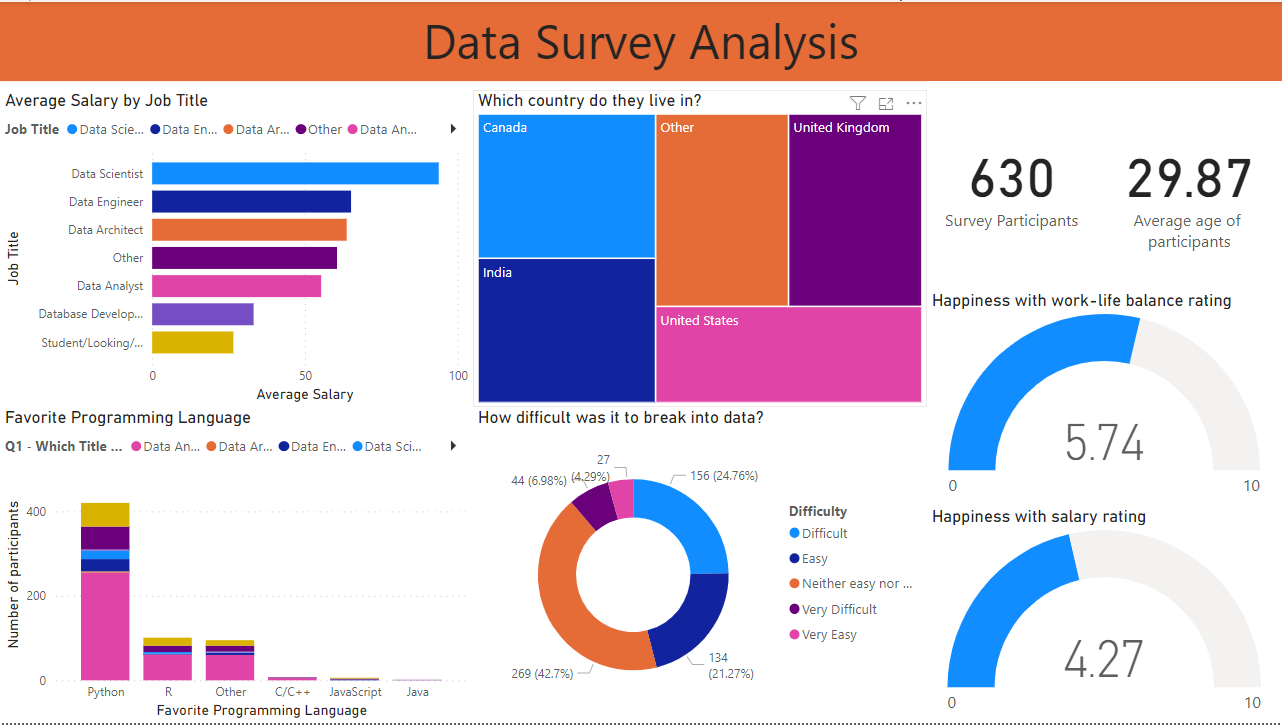 Data Survey Analysis
Average Salary by Job Title
Job Title Data Scie... Data En... Data Ar... Other Data An...
Job Title
Data Scientist
Data Engineer
Data Architect
Other
Data Analyst
Database Develop...
Student/Looking/...
0 50 100
Average Salary
Which country do they live in?
Canada
Other
United Kingdom
India
United States
630
Survey Participants
29.87
Average age of
participants
Happiness with work-life balance rating
5.74
0 10
Favorite Programming Language
Q1 - Which Title ... Data An... Data Ar... Data En... Data Sci...
Number of participants
400
200
0
Python R Other C/C++ JavaScript Java
Favorite Programming Language
How difficult was it to break into data?
27
(4.29%)
44 (6.98%)
156 (24.76%)
269 (42.7%)
134
(21.27%)
Difficulty
Difficult
Easy
Neither easy nor ...
Very Difficult
Very Easy
Happiness with salary rating
4.27
0 10